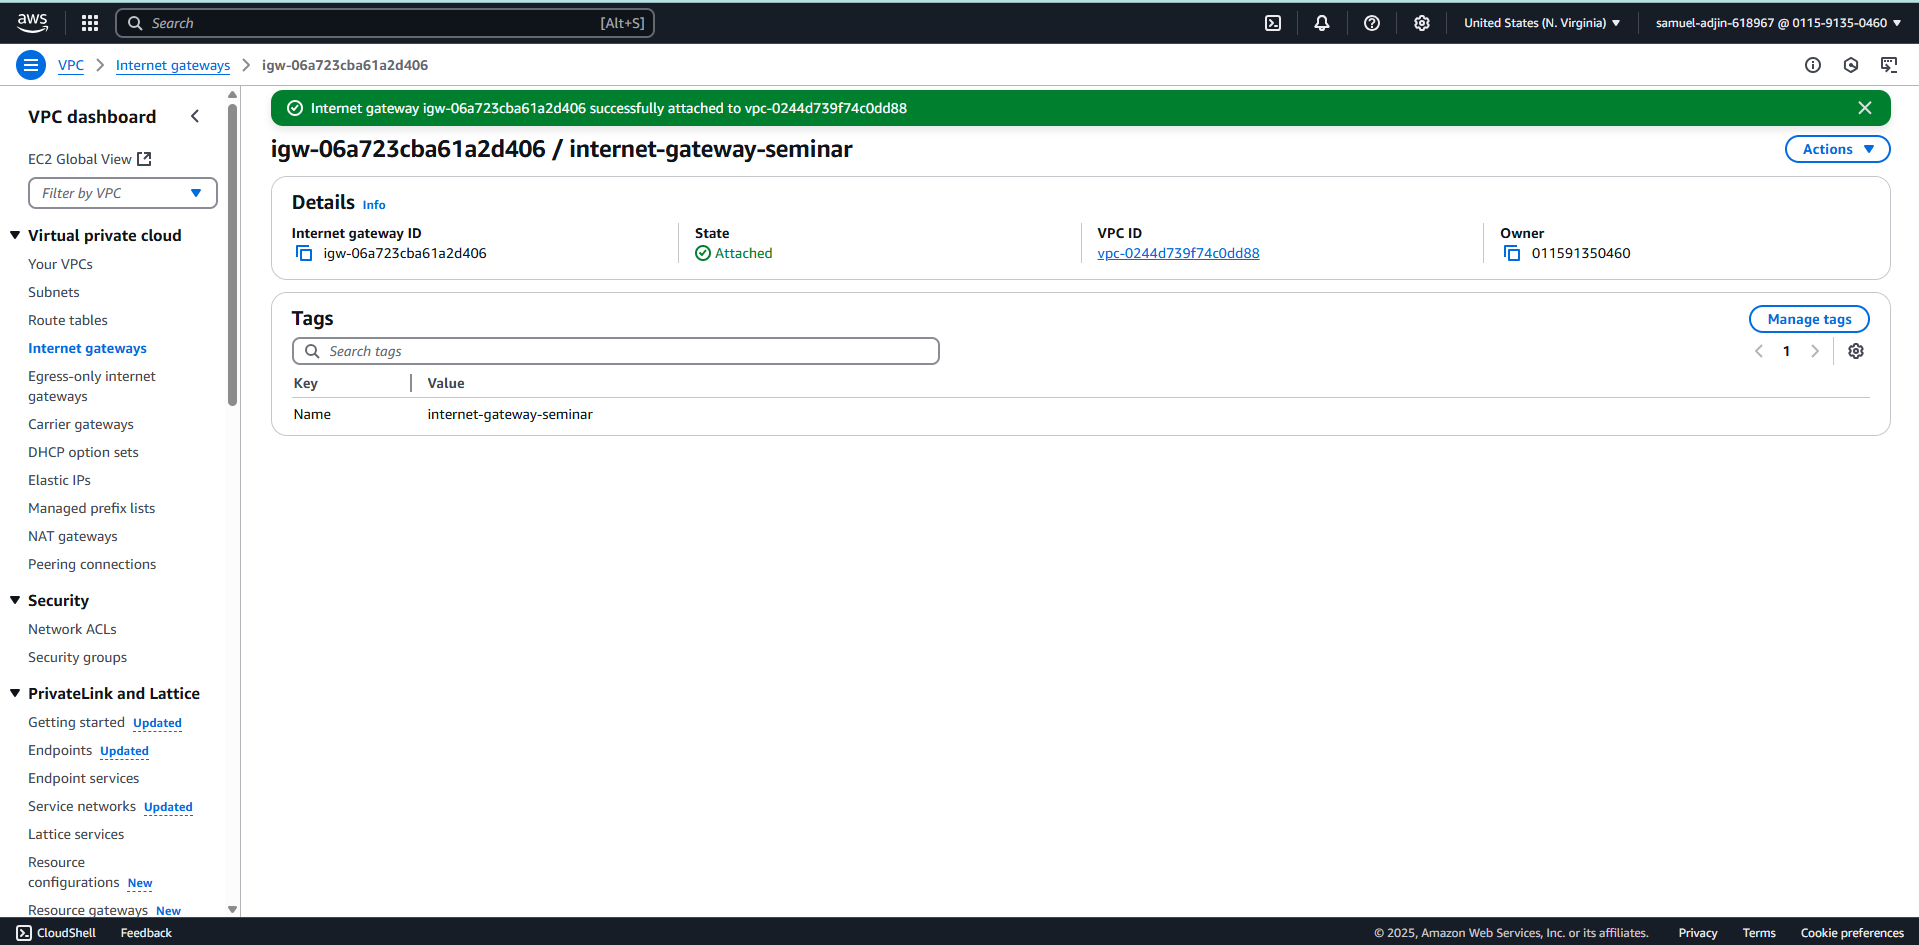 aws
Search [Alt+S]
United States (N. Virginia)
samuel-adjin-618967 @ 0115-9135-0460
VPC
Internet gateways
igw-06a723cba61a2d406
VPC dashboard
EC2 Global View
Filter by VPC
Virtual private cloud
Your VPCs
Subnets
Route tables
Internet gateways
Egress-only internet
gateways
Carrier gateways
DHCP option sets
Elastic IPs
Managed prefix lists
NAT gateways
Peering connections
Security
Network ACLs
Security groups
PrivateLink and Lattice
Getting started Updated
Endpoints Updated
Endpoint services
Service networks Updated
Lattice services
Resource
configurations New
Resource gateways New
Internet gateway igw-06a723cba61a2d406 successfully attached to vpc-0244d739f74c0dd88
igw-06a723cba61a2d406 / internet-gateway-seminar
Actions
Details Info
Internet gateway ID
igw-06a723cba61a2d406
State
Attached
VPC ID
vpc-0244d739f74c0dd88
Owner
011591350460
Tags
Manage tags
Search tags
1
Key Value
Name internet-gateway-seminar
CloudShell
Feedback
© 2025, Amazon Web Services, Inc. or its affiliates.
Privacy
Terms
Cookie preferences